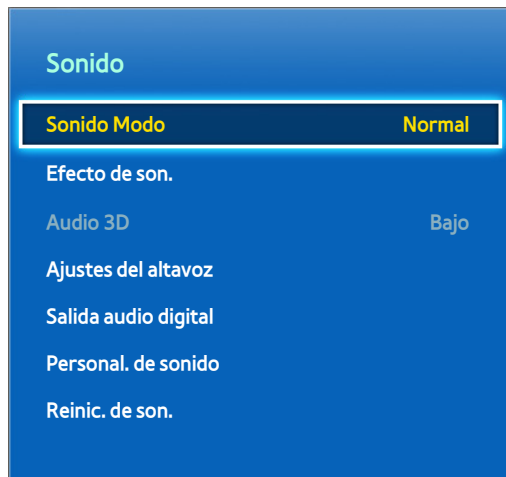 Sonido
Sonido Modo Normal
Efecto de son.
Audio 3D Bajo
Ajustes del altavoz
Salida audio digital
Personal. de sonido
Reinic. de son.